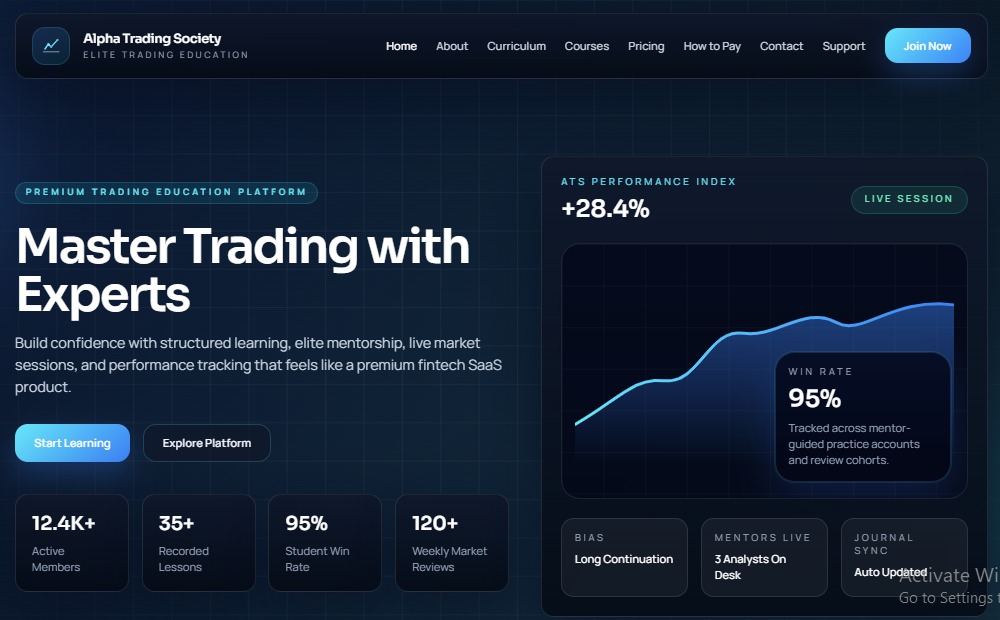 Alpha Trading Society
ELITE TRADING EDUCATION
Home About Curriculum Courses Pricing How to Pay Contact Support Join Now
PREMIUM TRADING EDUCATION PLATFORM
Master Trading with
Experts
Build confidence with structured learning, elite mentorship, live market
sessions, and performance tracking that feels like a premium fintech SaaS
product.
Start Learning Explore Platform
12.4K+
Active
Members
35+
Recorded
Lessons
95%
Student Win
Rate
120+
Weekly Market
Reviews
ATS PERFORMANCE INDEX
+28.4%
LIVE SESSION
WIN RATE
95%
Tracked across mentor-
guided practice accounts
and review cohorts.
BIAS
Long Continuation
MENTORS LIVE
3 Analysts On
Desk
JOURNAL
SYNC
Auto Updated
Activate Wi
Go to Settings t